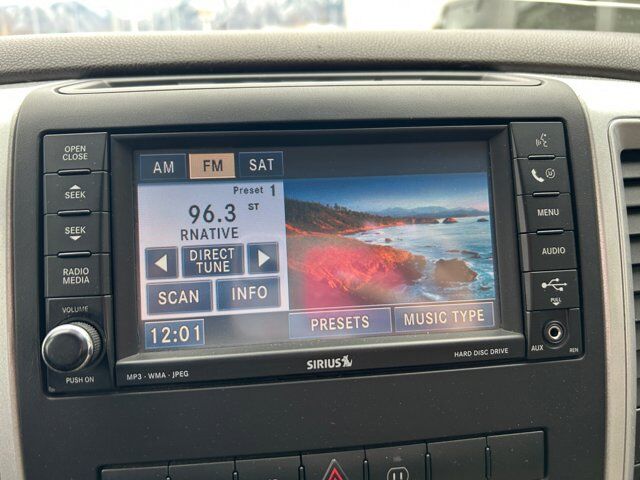 OPEN
CLOSE
SEEK
SEEK
RADIO
MEDIA
VOLUME
PUSH ON
AM FM SAT
Preset 1
96.3 ST
RNATIVE
DIRECT
TUNE
SCAN INFO
12:01
PRESETS MUSIC TYPE
MP3 - WMA - JPEG
SIRIUS
HARD DISC DRIVE
MENU
AUDIO
PULL
AUX
REN